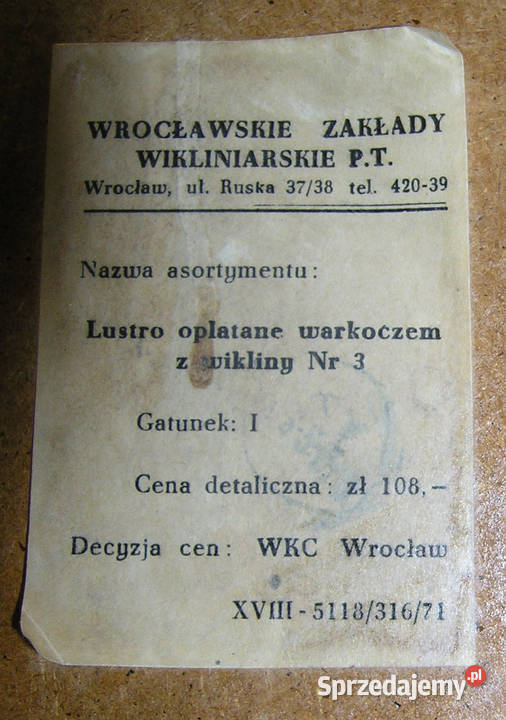 WROCŁAWSKIE ZAKŁADY
WIKLINIARSKIE P.T.
Wrocław, ul. Ruska 37/38 tel. 420-39
Nazwa asortymentu:
Lustro oplatane warkoczem
z wikliny Nr 3
Gatunek: I
Cena detaliczna: zł 108,—
Decyzja cen: WKC Wrocław
XVIII - 5118/316/71
Sprzedajemy.pl